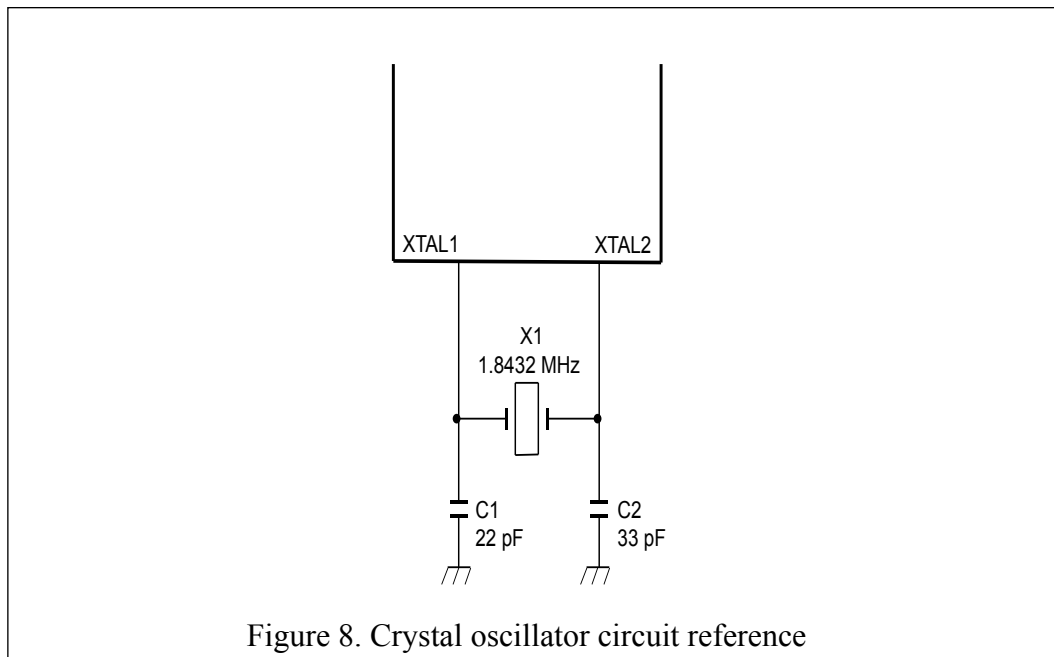 XTAL1
XTAL2
X1
1.8432 MHz
C1
22 pF
C2
33 pF
Figure 8. Crystal oscillator circuit reference